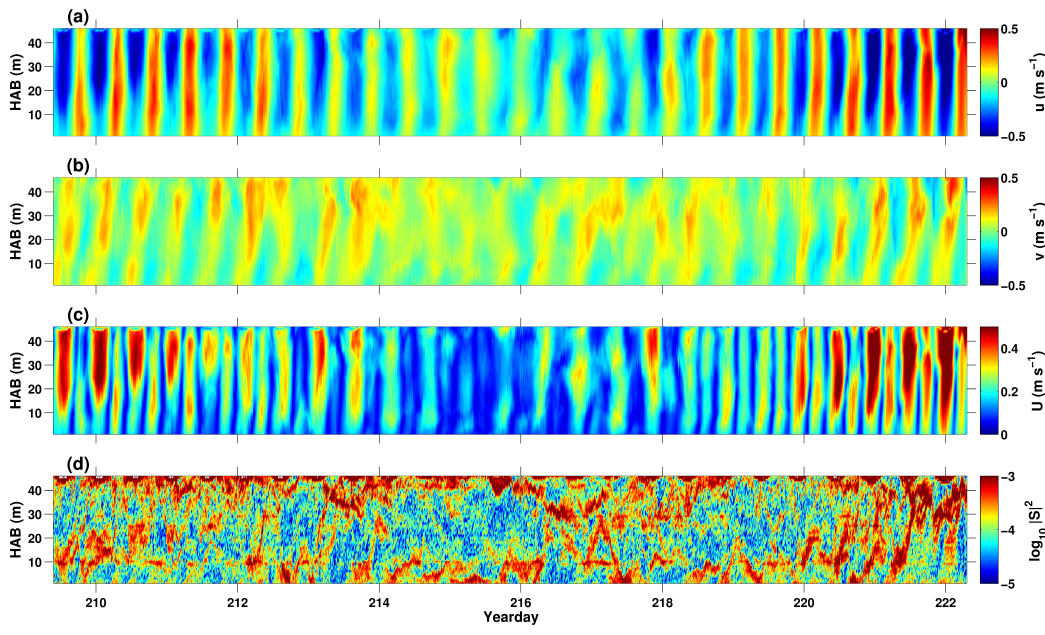 (a)
HAB (m)
40
30
20
10
0.5
0
−0.5
u (m s⁻¹)
(b)
HAB (m)
40
30
20
10
0.5
0
−0.5
v (m s⁻¹)
(c)
HAB (m)
40
30
20
10
0.4
0.2
0
U (m s⁻¹)
(d)
HAB (m)
40
30
20
10
−3
−4
−5
log₁₀ |S|²
210 212 214 216 218 220 222
Yearday